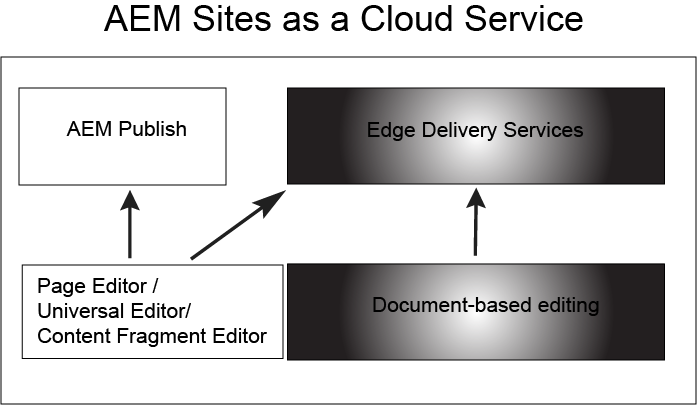 AEM Sites as a Cloud Service
AEM Publish
Edge Delivery Services
Page Editor /
Universal Editor/
Content Fragment Editor
Document-based editing